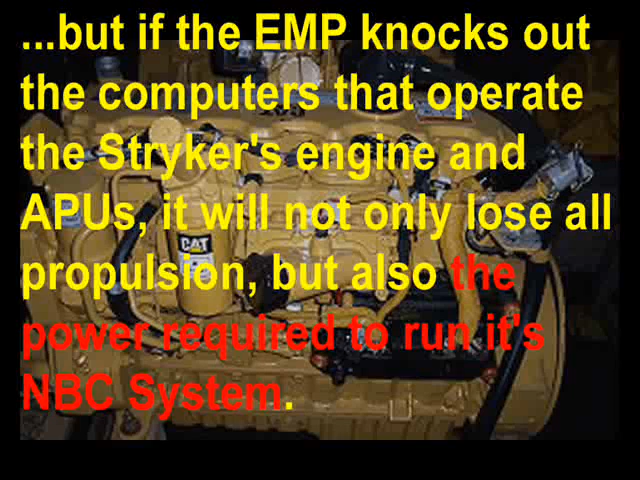 ...but if the EMP knocks out
the computers that operate
the Stryker's engine and
APUs, it will not only lose all
propulsion, but also the
power required to run it's
NBC System.
CAT